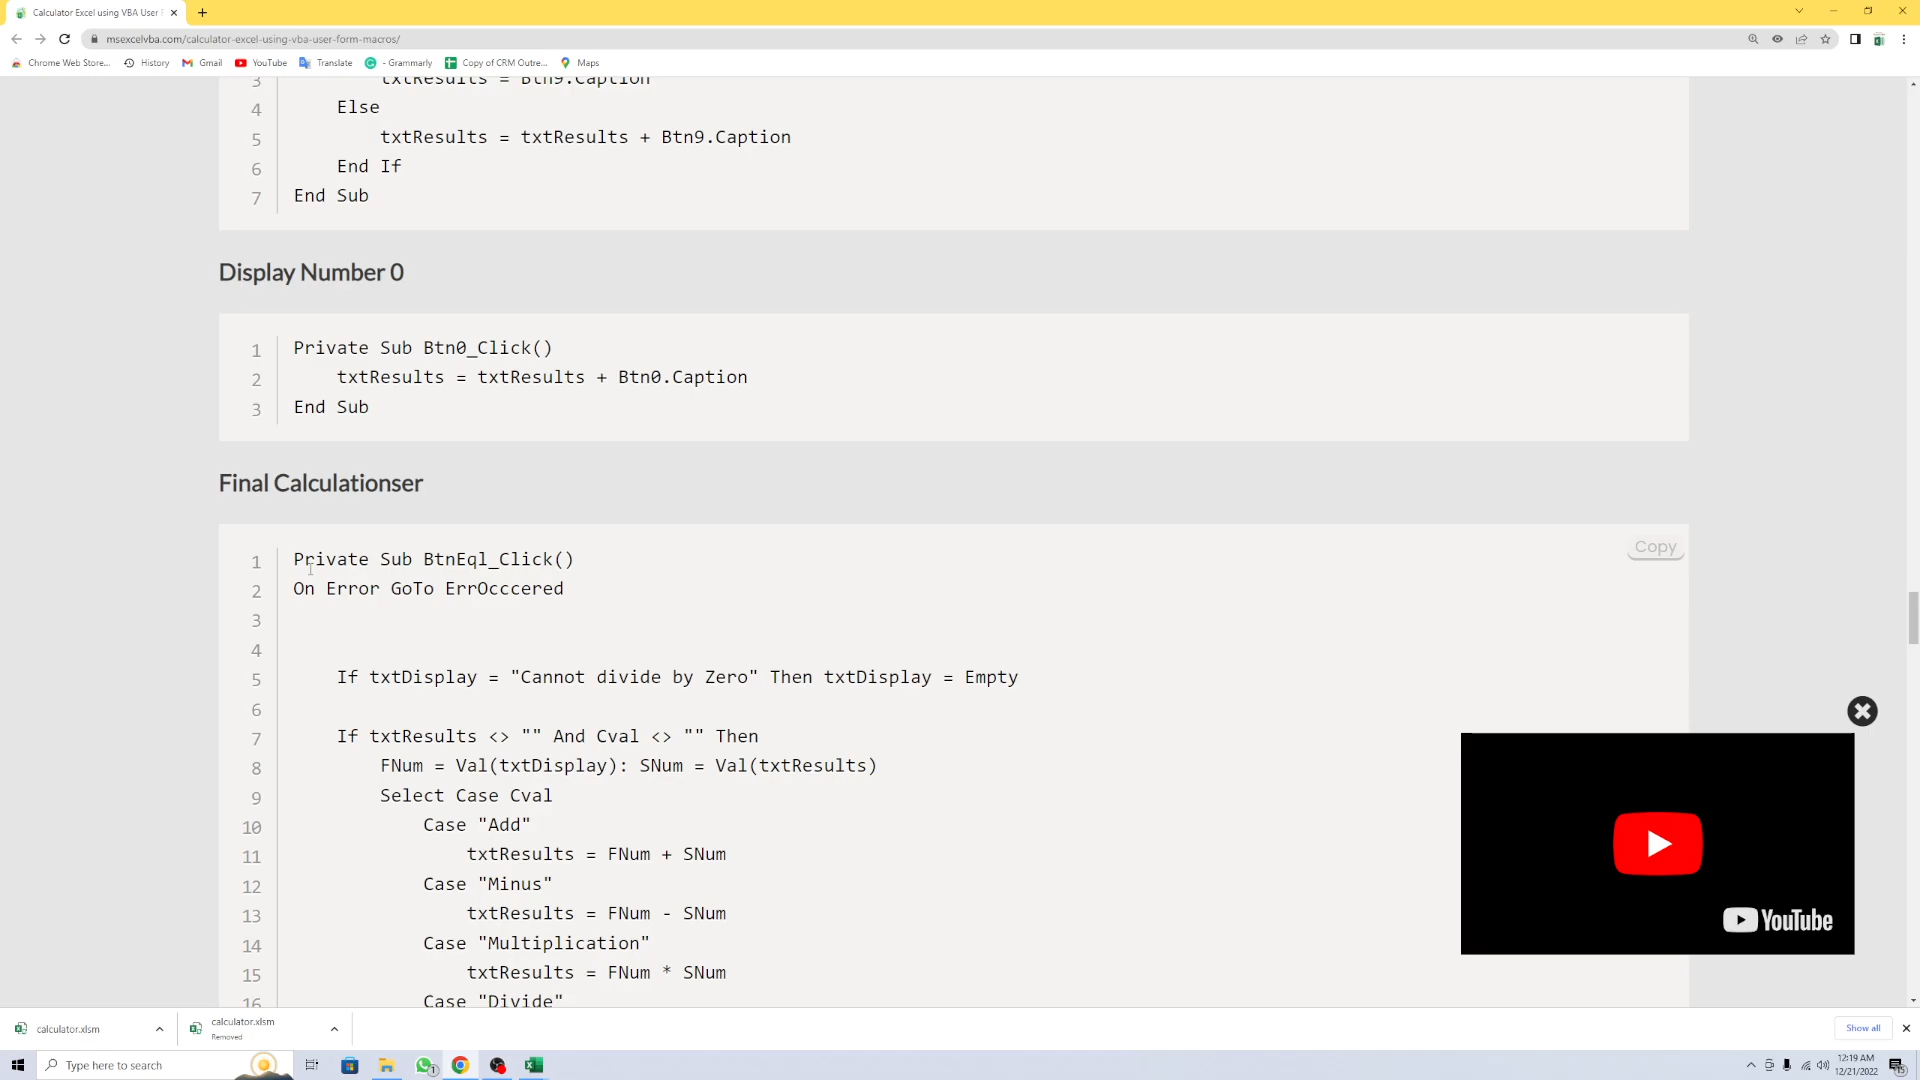 Calculator Excel using VBA User
msexcelvba.com/calculator-excel-using-vba-user-form-macros/
Chrome Web Store... History Gmail YouTube Translate - Grammarly Copy of CRM Outre... Maps
3 txtResults = Btn9.Caption
4 Else
5 txtResults = txtResults + Btn9.Caption
6 End If
7 End Sub
Display Number 0
1 Private Sub Btn0_Click()
2 txtResults = txtResults + Btn0.Caption
3 End Sub
Final Calculationser
Copy
1 Private Sub BtnEql_Click()
2 On Error GoTo ErrOcccered
3
4
5 If txtDisplay = "Cannot divide by Zero" Then txtDisplay = Empty
6
7 If txtResults <> "" And Cval <> "" Then
8 FNum = Val(txtDisplay): SNum = Val(txtResults)
9 Select Case Cval
10 Case "Add"
11 txtResults = FNum + SNum
12 Case "Minus"
13 txtResults = FNum - SNum
14 Case "Multiplication"
15 txtResults = FNum * SNum
16 Case "Divide"
YouTube
calculator.xlsm
calculator.xlsm
Removed
Show all
Type here to search
1
12:19 AM
12/21/2022
15